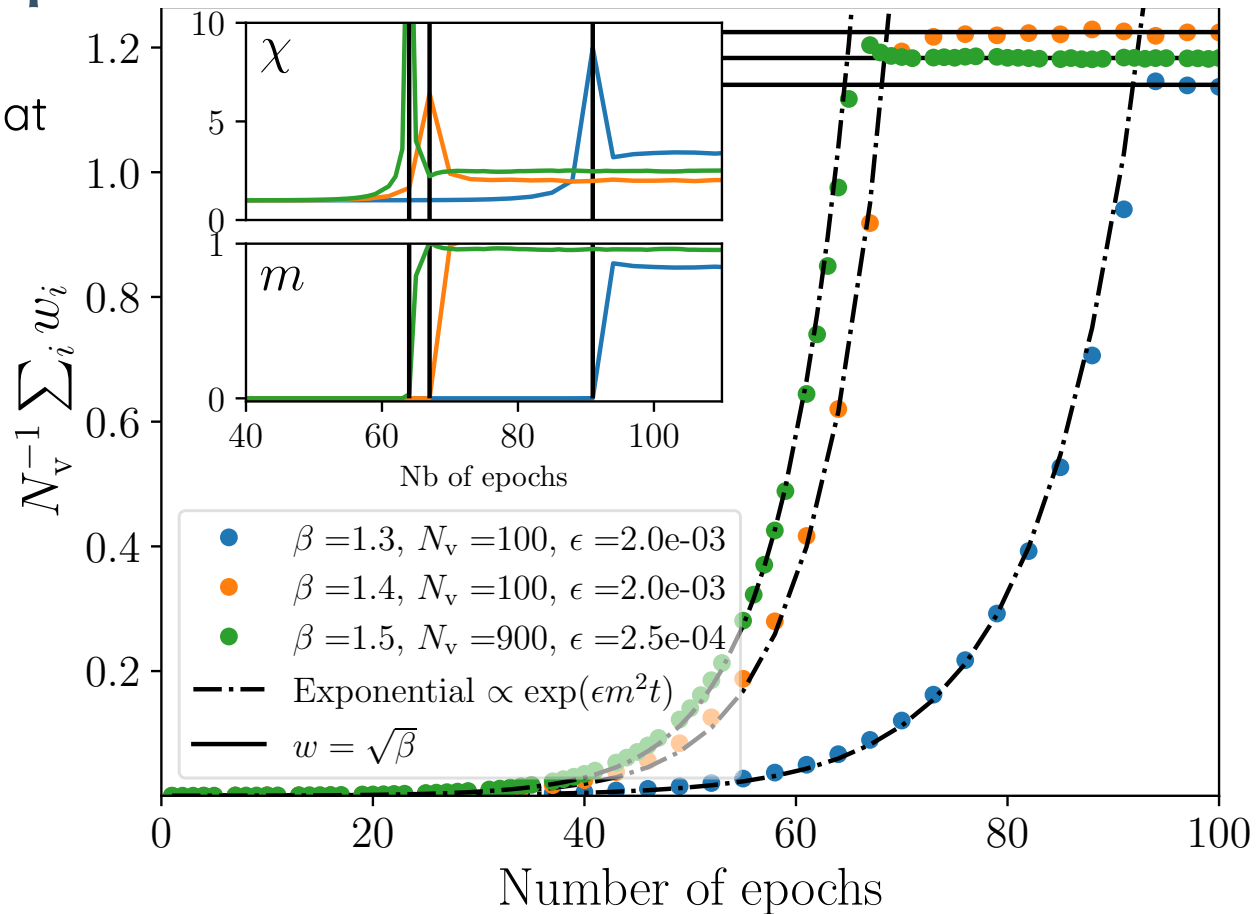 at
10
5
0
χ
1
0
m
40
60
80
100
Nb of epochs
1.2
1.0
0.8
0.6
0.4
0.2
N_v^{-1} ∑_i w_i
β =1.3, N_v =100, ϵ =2.0e-03
β =1.4, N_v =100, ϵ =2.0e-03
β =1.5, N_v =900, ϵ =2.5e-04
Exponential ∝ exp(ϵm²t)
w = √β
0
20
40
60
80
100
Number of epochs